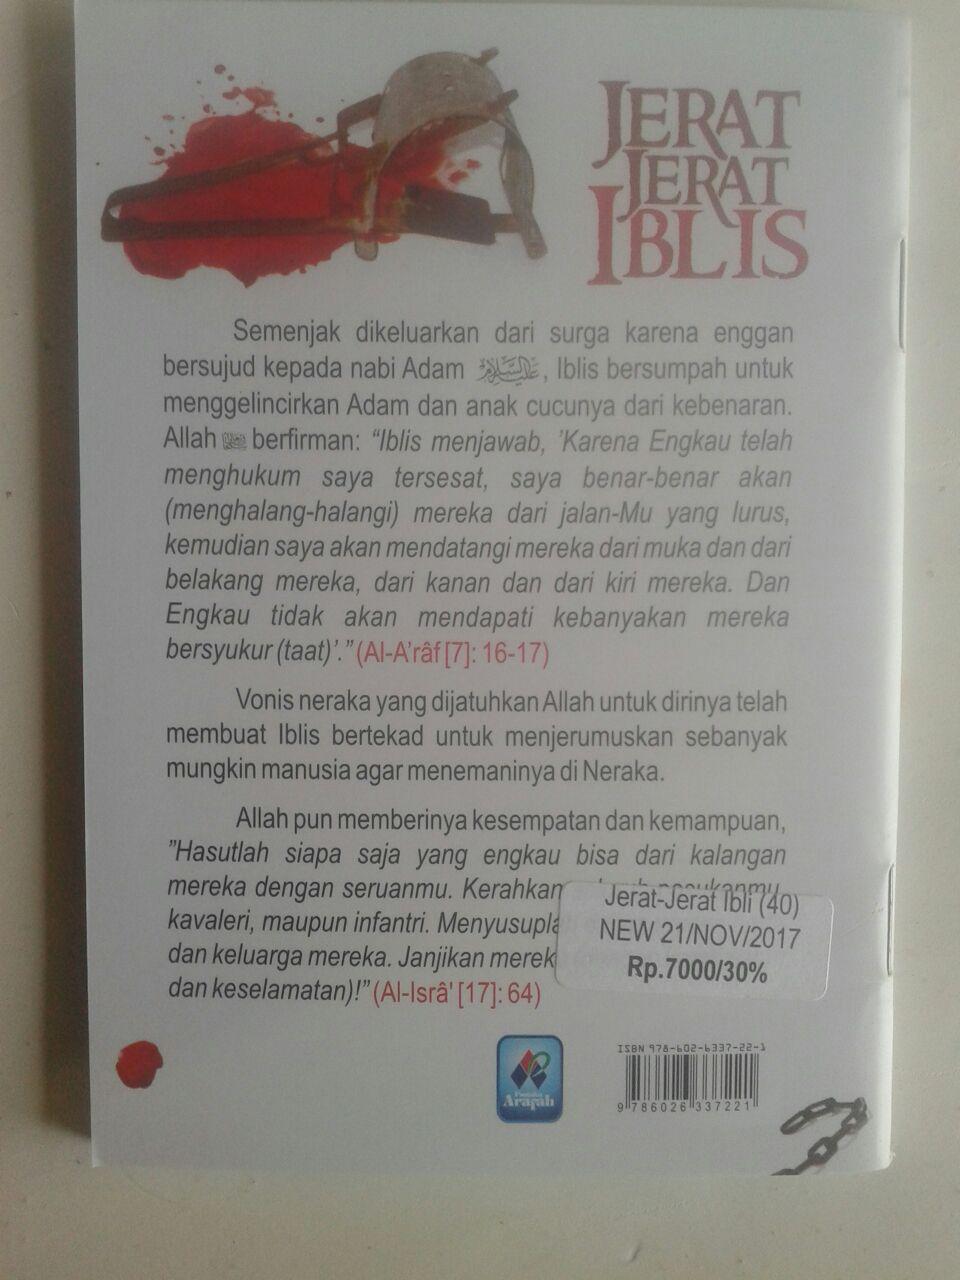 JERAT
JERAT
IBLIS
Semenjak dikeluarkan dari surga karena enggan
bersujud kepada nabi Adam عليه السلام, Iblis bersumpah untuk
menggelincirkan Adam dan anak cucunya dari kebenaran.
Allah berfirman: “Iblis menjawab, ’Karena Engkau telah
menghukum saya tersesat, saya benar-benar akan
(menghalang-halangi) mereka dari jalan-Mu yang lurus,
kemudian saya akan mendatangi mereka dari muka dan dari
belakang mereka, dari kanan dan dari kiri mereka. Dan
Engkau tidak akan mendapati kebanyakan mereka
bersyukur (taat)’.” (Al-A’râf [7]: 16-17)
Vonis neraka yang dijatuhkan Allah untuk dirinya telah
membuat Iblis bertekad untuk menjerumuskan sebanyak
mungkin manusia agar menemaninya di Neraka.
Allah pun memberinya kesempatan dan kemampuan,
”Hasutlah siapa saja yang engkau bisa dari kalangan
mereka dengan seruanmu. Kerahkan pasukanmu,
kavaleri, maupun infantri.
dan keluarga mereka. Janjikan
dan keselamatan)!” (Al-Isrâ' [17]: 64)
Jerat-Jerat Ibli (40)
NEW 21/NOV/2017
Rp.7000/30%
Pustaka
Arafah
ISBN 978-602-6337-22-1
9 786026 337221